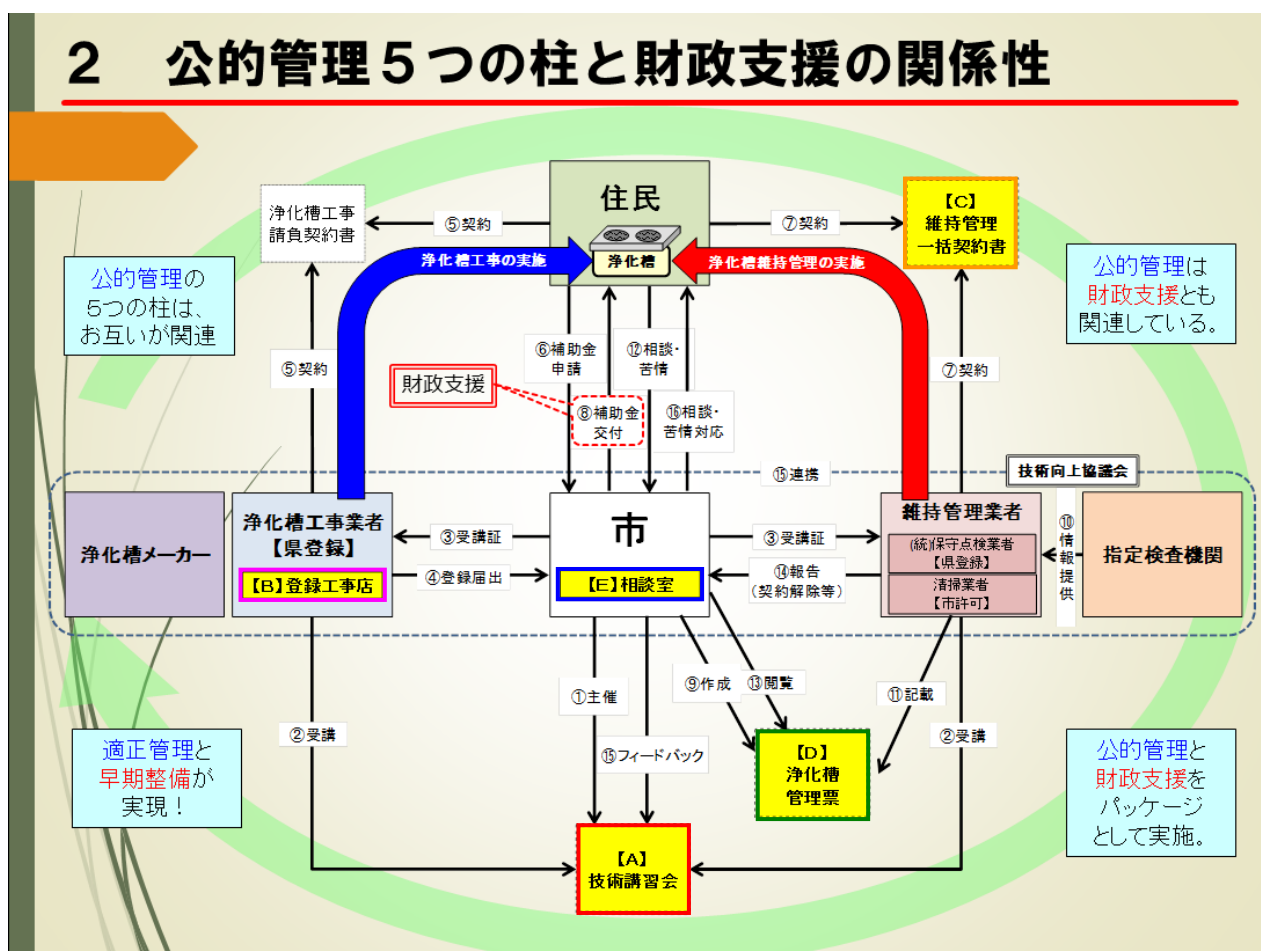 ２　公的管理５つの柱と財政支援の関係性
住民
浄化槽
浄化槽工事
請負契約書
⑤契約
⑦契約
【C】
維持管理
一括契約書
浄化槽工事の実施
浄化槽維持管理の実施
公的管理の
5つの柱は、
お互いが関連
公的管理は
財政支援とも
関連している。
⑤契約
⑥補助金
申請
⑫相談・
苦情
⑦契約
財政支援
⑧補助金
交付
⑯相談・
苦情対応
⑮連携
技術向上協議会
浄化槽メーカー
浄化槽工事業者
【県登録】
【B】登録工事店
③受講証
④登録届出
市
【E】相談室
③受講証
⑭報告
（契約解除等）
維持管理業者
(統)保守点検業者
【県登録】
清掃業者
【市許可】
⑩情報提供
指定検査機関
①主催
⑨作成
⑬閲覧
⑪記載
②受講
⑮フィードバック
②受講
適正管理と
早期整備が
実現！
【D】
浄化槽
管理票
公的管理と
財政支援を
パッケージ
として実施。
【A】
技術講習会